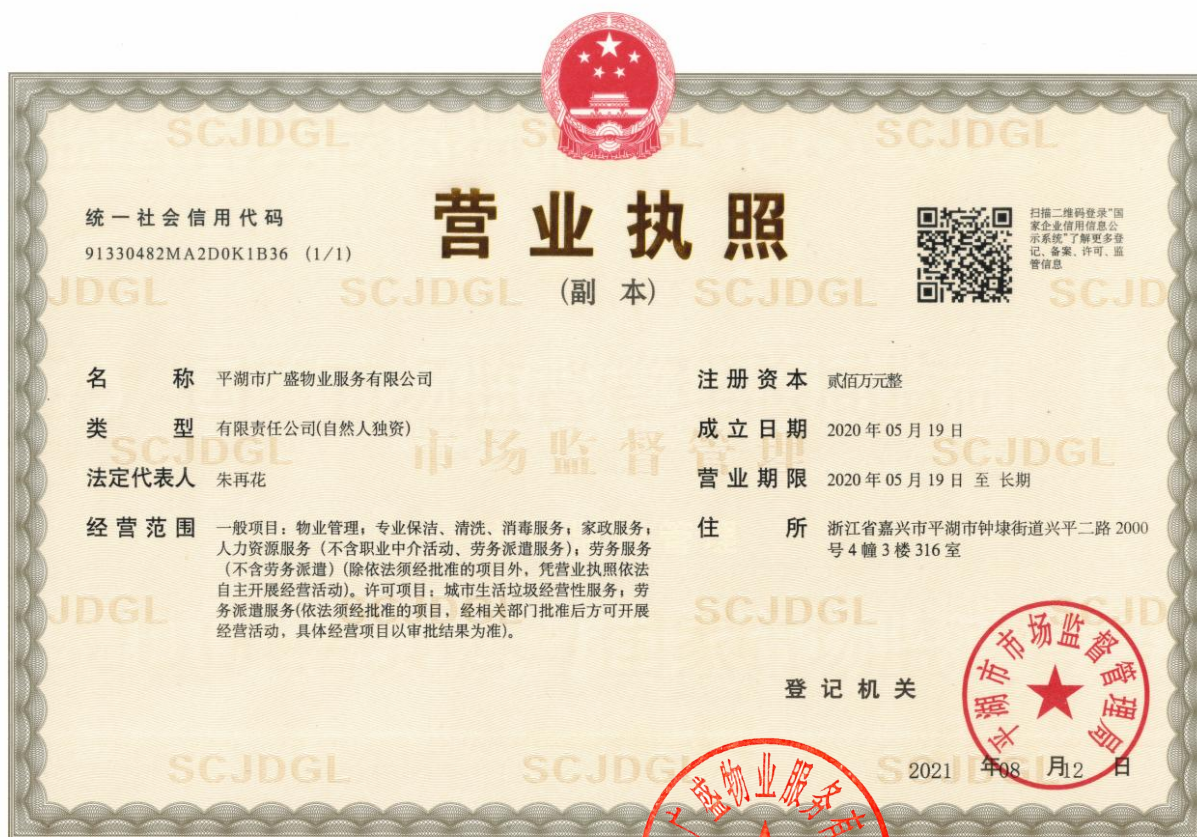 营业执照
(副 本)
统一社会信用代码
91330482MA2D0K1B36 (1/1)
扫描二维码登录“国
家企业信用信息公
示系统”了解更多登
记、备案、许可、监
管信息
名 称 平湖市广盛物业服务有限公司
类 型 有限责任公司(自然人独资)
法定代表人 朱再花
经营范围 一般项目：物业管理；专业保洁、清洗、消毒服务；家政服务；
人力资源服务（不含职业中介活动、劳务派遣服务）；劳务服务
（不含劳务派遣）(除依法须经批准的项目外，凭营业执照依法
自主开展经营活动)。许可项目：城市生活垃圾经营性服务；劳
务派遣服务(依法须经批准的项目，经相关部门批准后方可开展
经营活动，具体经营项目以审批结果为准)。
注册资本 贰佰万元整
成立日期 2020年05月19日
营业期限 2020年05月19日 至 长期
住 所 浙江省嘉兴市平湖市钟埭街道兴平二路2000
号4幢3楼316室
登记机关
平湖市市场监督管理局
2021 年08 月12 日
广盛物业服务有
SCJDGL
市场监督管理